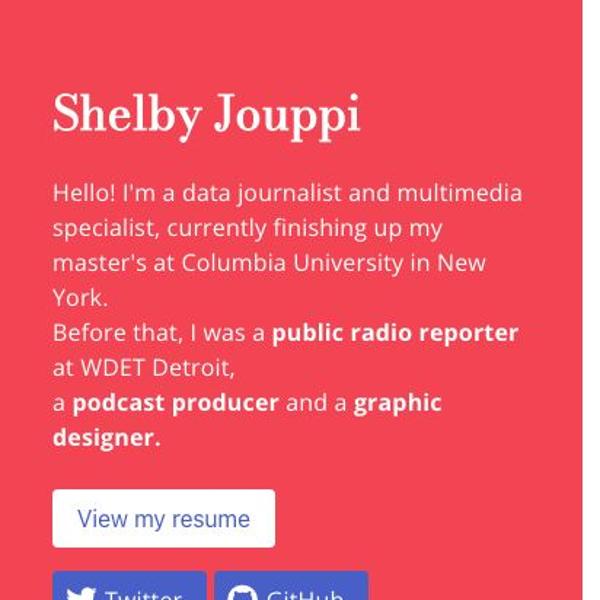 Shelby Jouppi
Hello! I'm a data journalist and multimedia
specialist, currently finishing up my
master's at Columbia University in New
York.
Before that, I was a public radio reporter
at WDET Detroit,
a podcast producer and a graphic
designer.
View my resume
Twitter GitHub